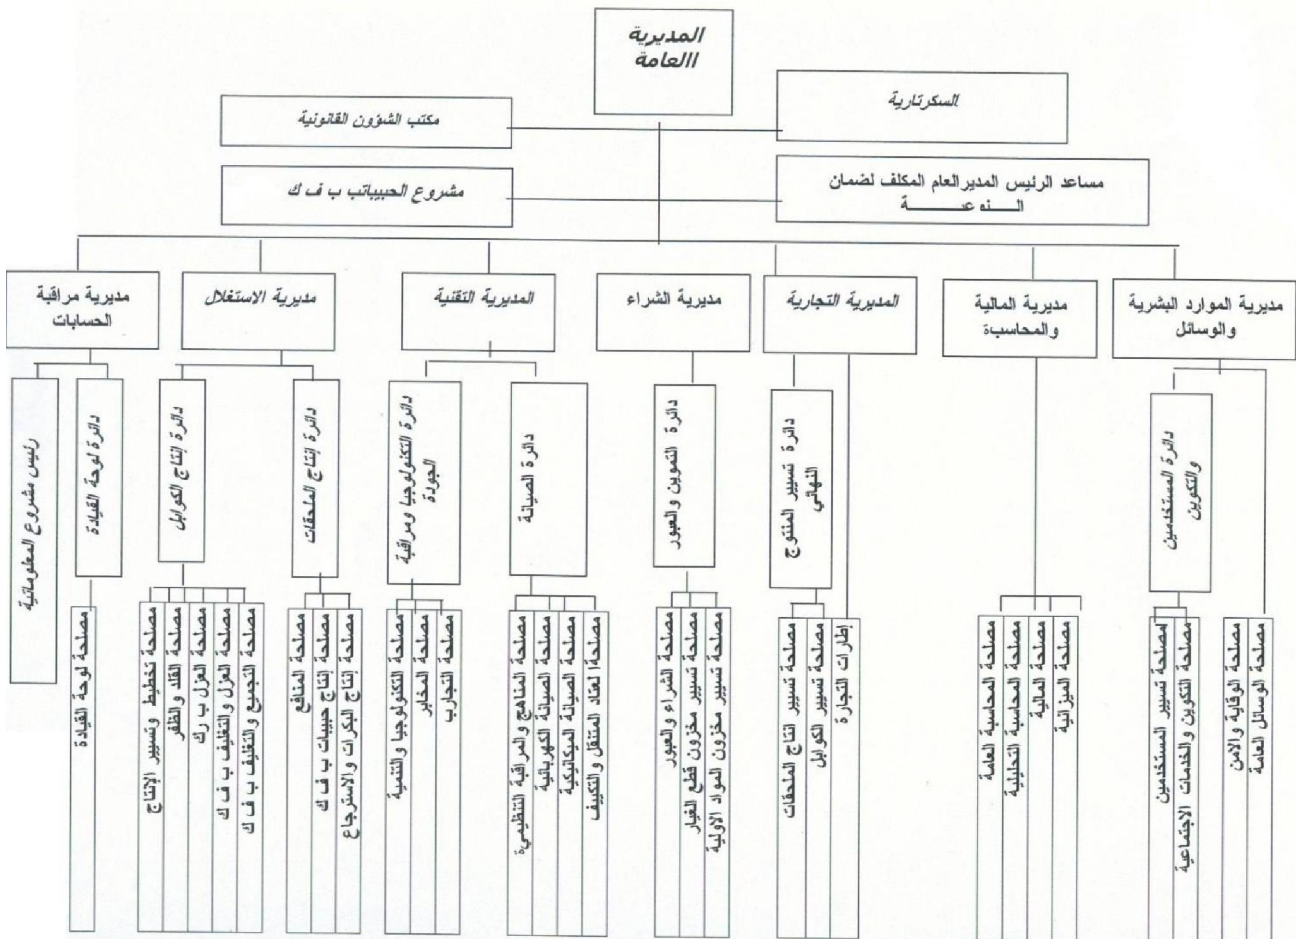 المديرية
االعامة
السكرتارية
مكتب الشؤون القانونية
مساعد الرئيس المدير العام المكلف لضمان
الـــنوعـــــــــة
مشروع الحبيباتب ب ف ك
مديرية الموارد البشرية
والوسائل
مديرية المالية
والمحاسبة
المديرية التجارية
مديرية الشراء
المديرية التقنية
مديرية الاستغلال
مديرية مراقبة
الحسابات
دائرة المستخدمين
والتكوين
دائرة تسيير المنتوج
النهائي
دائرة التموين والعبور
دائرة الصيانة
دائرة التكنولوجيا ومراقبة
الجودة
دائرة إنتاج الملحقات
دائرة إنتاج الكوابل
دائرة لوحة القيادة
رئيس مشروع المعلوماتية
مصلحة الوسائل العامة
مصلحة الوقاية والامن
مصلحة التكوين والخدمات الاجتماعية
مصلحة تسيير المستخدمين
مصلحة الميزانية
مصلحة المالية
مصلحة المحاسبة التحليلية
مصلحة المحاسبة العامة
إطارات التجارة
مصلحة تسيير الكوابل
مصلحة تسيير انتاج الملحقات
مصلحة تسيير مخزون المواد الاولية
مصلحة تسيير مخزون قطع الغيار
مصلحة الشراء والعبور
مصلحة العتاد المتنقل والتكييف
مصلحة الصيانة الميكانيكية
مصلحة الصيانة الكهربائية
مصلحة المناهج والمراقبة التنظيمية
مصلحة التجارب
مصلحة المخابر
مصلحة التكنولوجيا والتنمية
مصلحة إنتاج البكرات والاسترجاع
مصلحة إنتاج حبيبات ب ف ك
مصلحة المنافع
مصلحة التجميع والتغليف ب ف ك
مصلحة العزل والتغليف ب ف ك
مصلحة العزل ب رك
مصلحة القلد والظفر
مصلحة تخطيط وتسيير الإنتاج
مصلحة لوحة القيادة